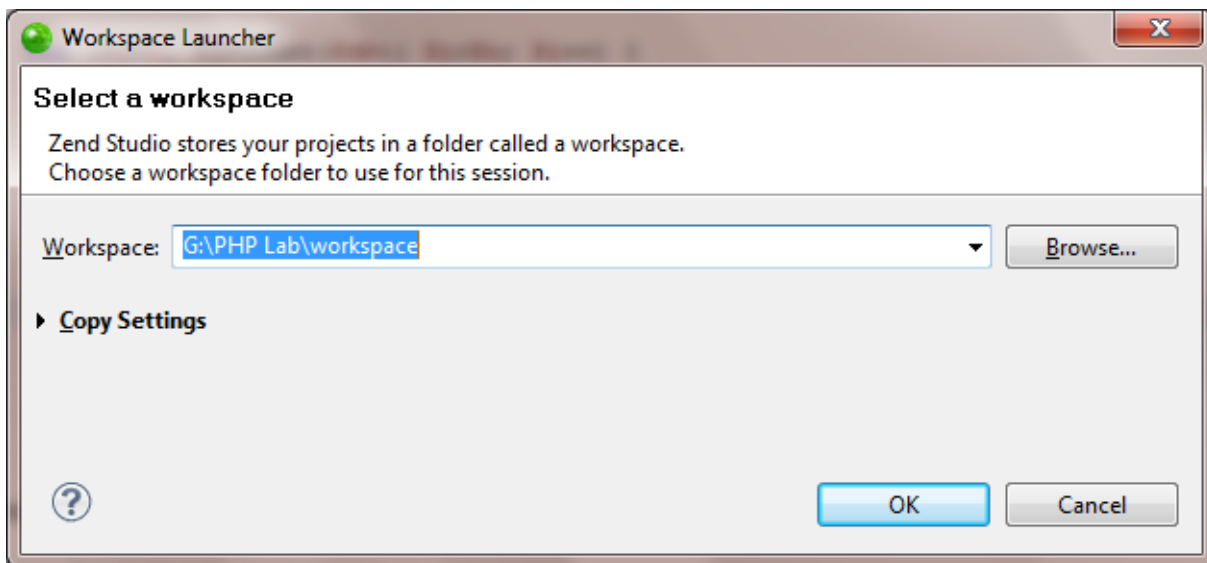 Workspace Launcher
Select a workspace
Zend Studio stores your projects in a folder called a workspace.
Choose a workspace folder to use for this session.
Workspace: G:\PHP Lab\workspace Browse...
Copy Settings
? OK Cancel